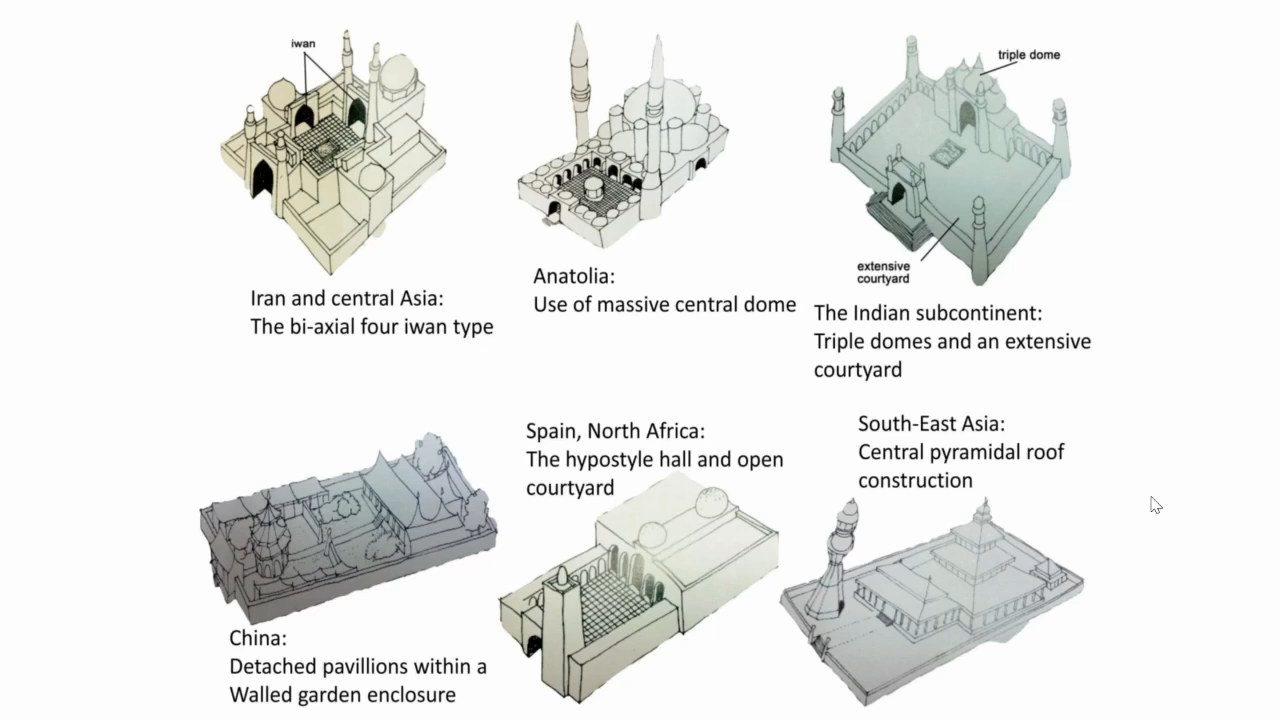 iwan
Iran and central Asia:
The bi-axial four iwan type
Anatolia:
Use of massive central dome
triple dome
extensive
courtyard
The Indian subcontinent:
Triple domes and an extensive
courtyard
China:
Detached pavillions within a
Walled garden enclosure
Spain, North Africa:
The hypostyle hall and open
courtyard
South-East Asia:
Central pyramidal roof
construction